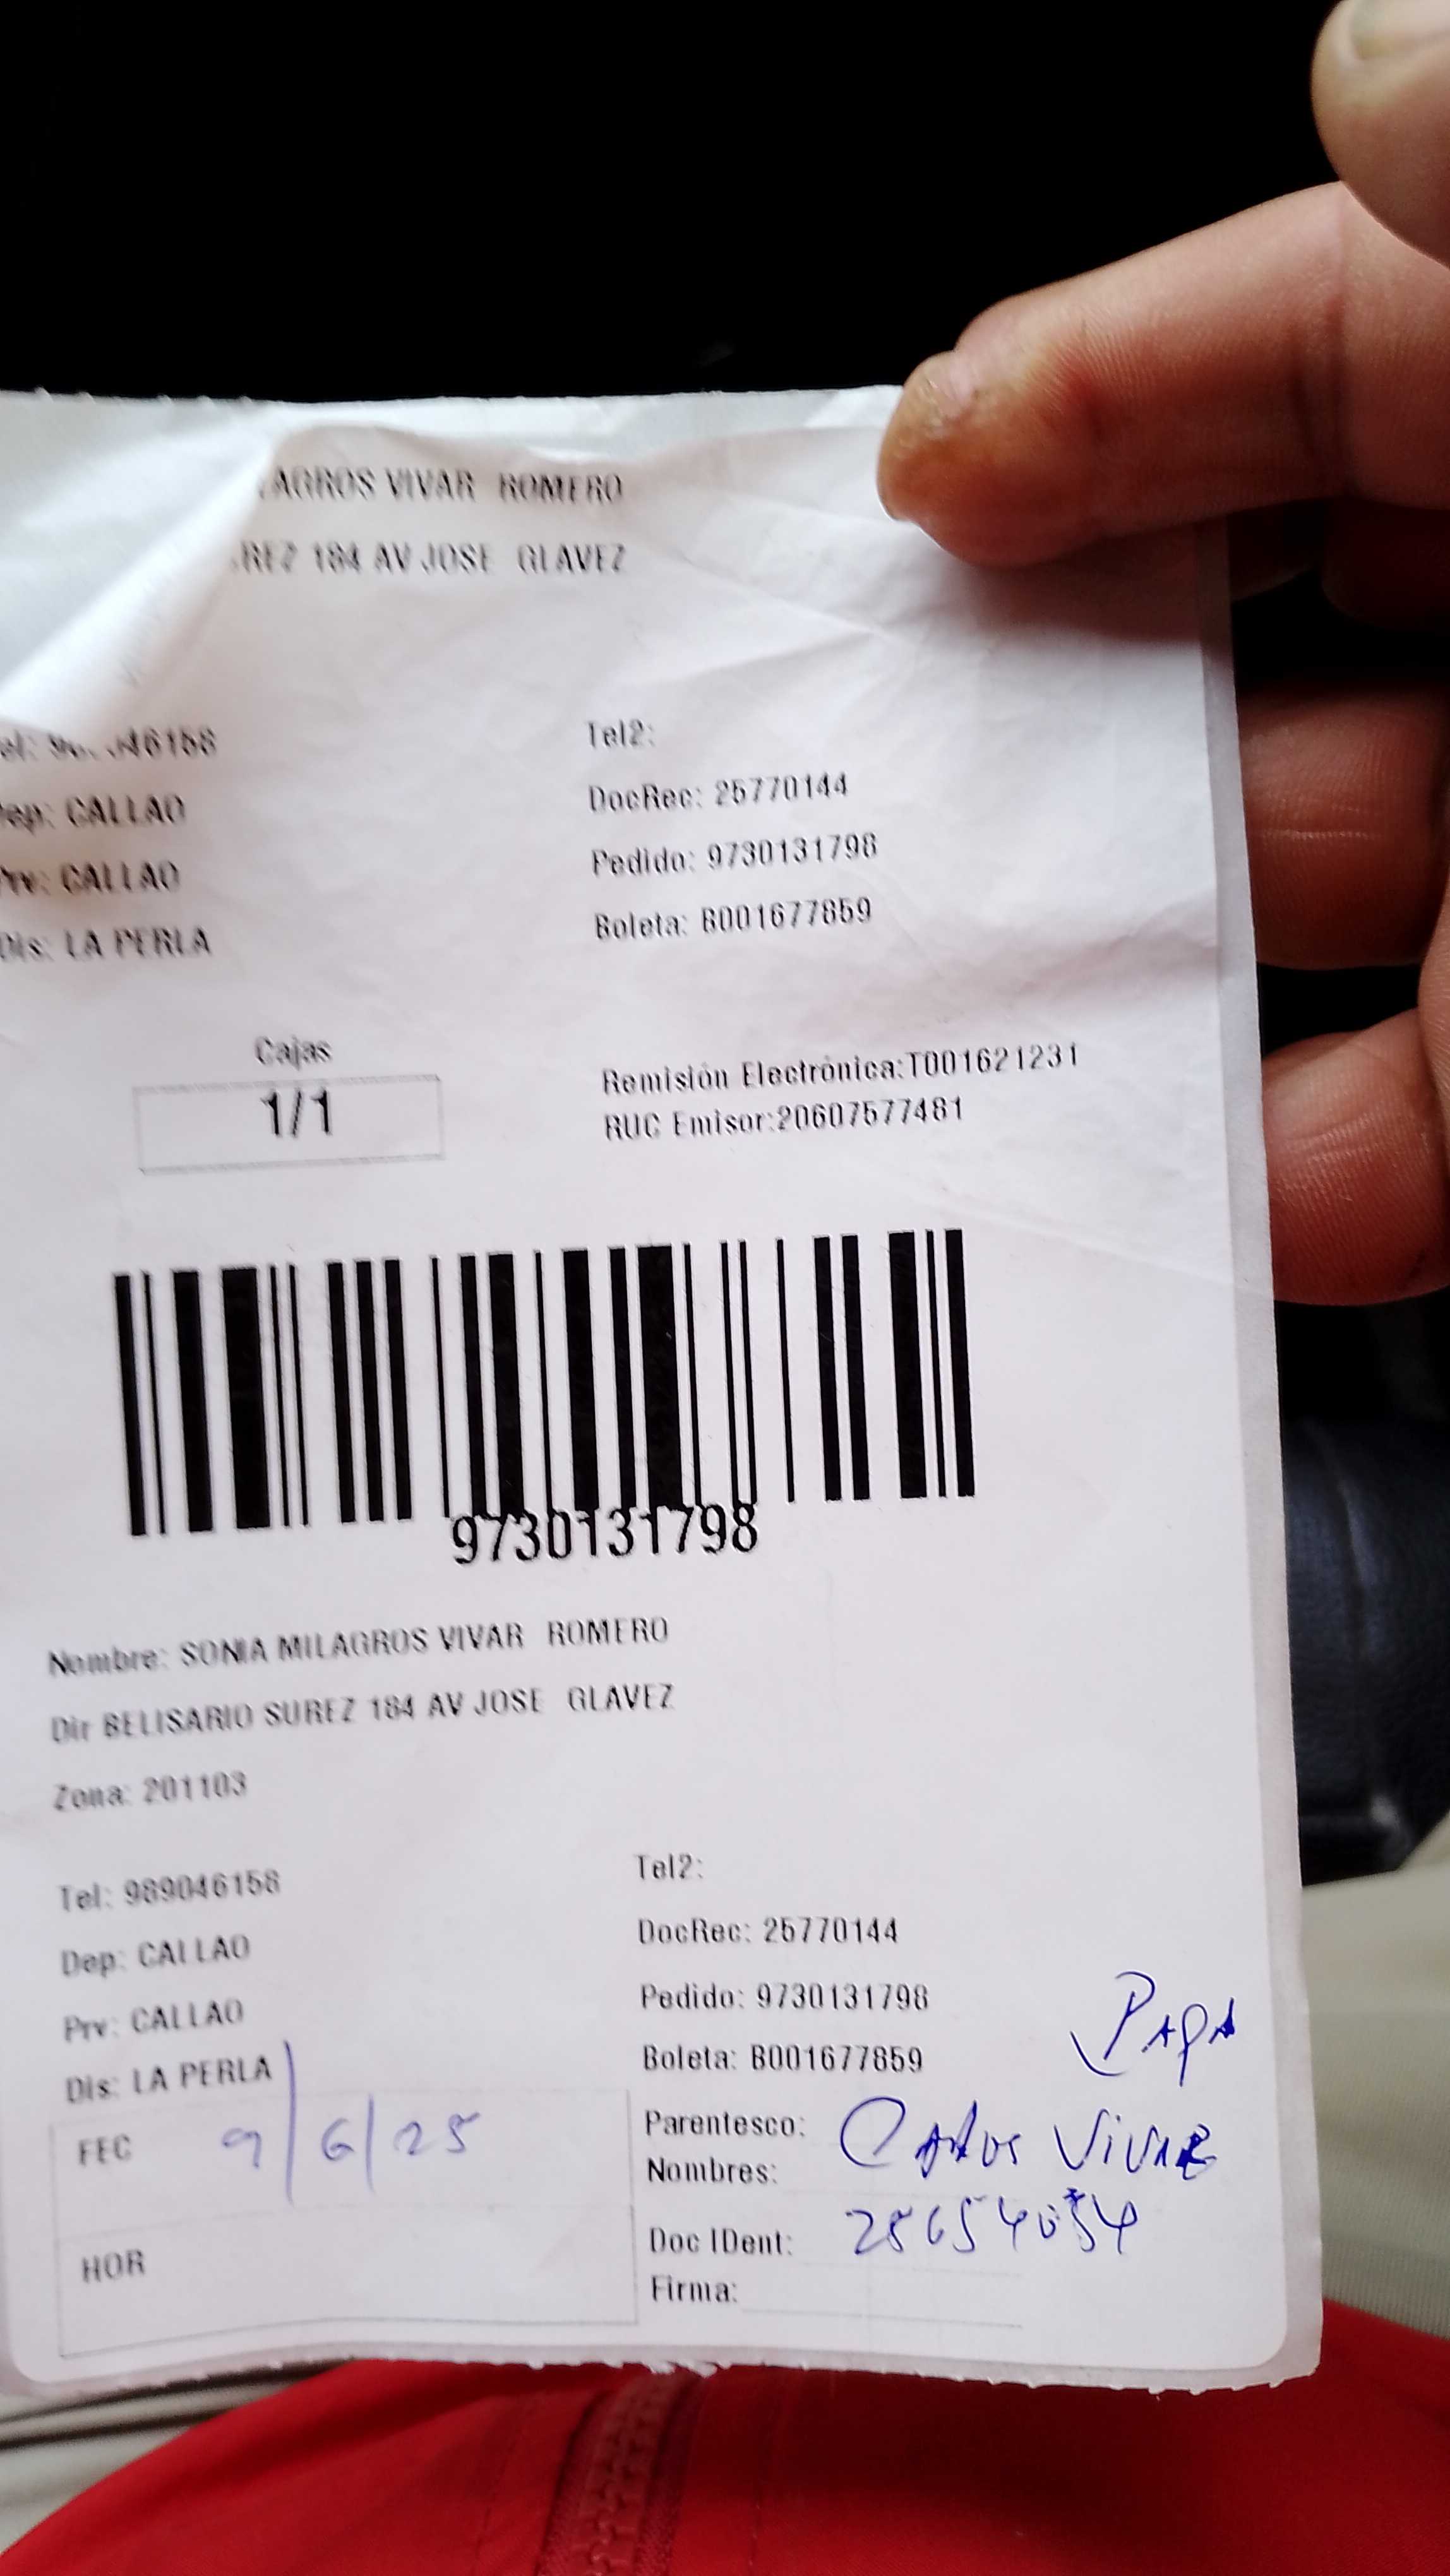 AGROS VIVAR ROMERO
REZ 184 AV JOSE GLAVEZ
46158
Tel2:
Dep: CALLAO
DocRec: 25770144
Prv: CALLAO
Pedido: 9730131798
Dis: LA PERLA
Boleta: B001677859
Cajas
1/1
Remisión Electrónica:T001621231
RUC Emisor:20607577481
9730131798
Nombre: SONIA MILAGROS VIVAR ROMERO
Dir BELISARIO SUREZ 184 AV JOSE GLAVEZ
Zona: 201103
Tel: 989046158
Tel2:
Dep: CALLAO
DocRec: 25770144
Prv: CALLAO
Pedido: 9730131798
Dis: LA PERLA
Boleta: B001677859
PAPA
FEC 9/6/25
Parentesco:
Nombres: Carlos Vivar
HOR
Doc IDent:
Firma: